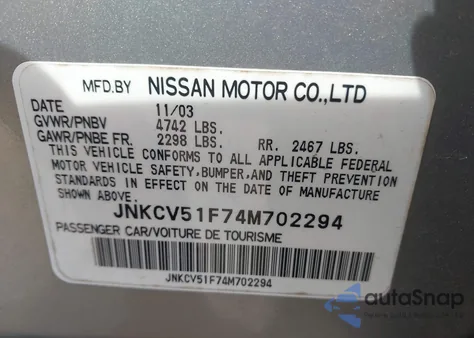 MFD.BY NISSAN MOTOR CO.,LTD
DATE 11/03
GVWR/PNBV 4742 LBS.
GAWR/PNBE FR. 2298 LBS. RR. 2467 LBS.
THIS VEHICLE CONFORMS TO ALL APPLICABLE FEDERAL
MOTOR VEHICLE SAFETY, BUMPER, AND THEFT PREVENTION
STANDARDS IN EFFECT ON THE DATE OF MANUFACTURE
SHOWN ABOVE.
JNKCV51F74M702294
PASSENGER CAR/VOITURE DE TOURISME
JNKCV51F74M702294
autoSnap